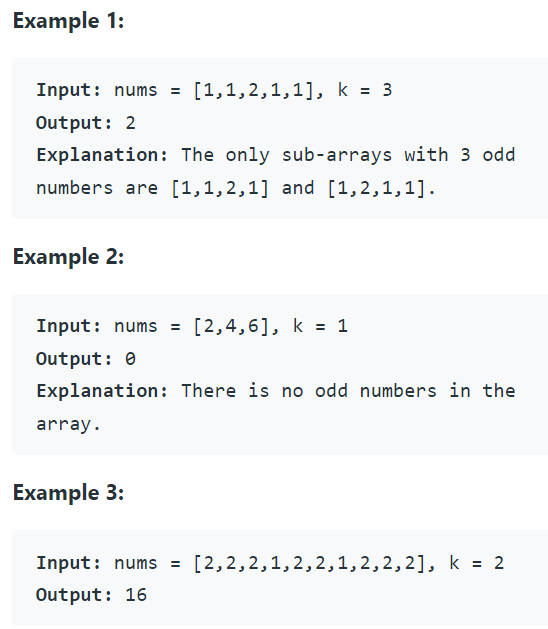 Example 1:
Input: nums = [1,1,2,1,1], k = 3
Output: 2
Explanation: The only sub-arrays with 3 odd
numbers are [1,1,2,1] and [1,2,1,1].
Example 2:
Input: nums = [2,4,6], k = 1
Output: 0
Explanation: There is no odd numbers in the
array.
Example 3:
Input: nums = [2,2,2,1,2,2,1,2,2,2], k = 2
Output: 16